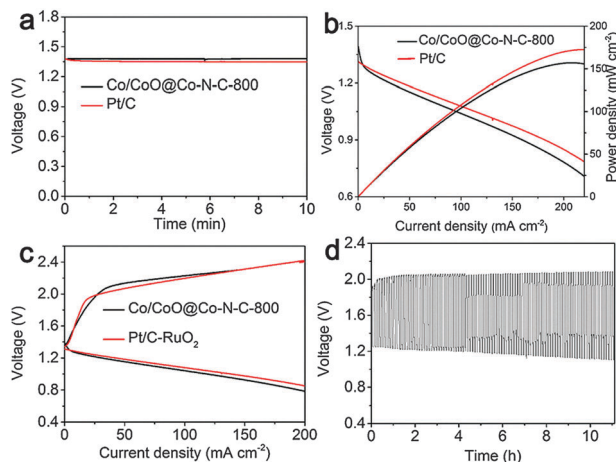 a
Voltage (V)
1.8
1.5
1.2
0.9
0.6
0.3
0.0
Co/CoO@Co-N-C-800
Pt/C
0 2 4 6 8 10
Time (min)
b
Voltage (V)
1.5
1.2
0.9
0.6
Co/CoO@Co-N-C-800
Pt/C
200
150
100
50
0
Power density (mW cm-2)
0 50 100 150 200
Current density (mA cm-2)
c
Voltage (V)
2.4
2.0
1.6
1.2
0.8
0.4
Co/CoO@Co-N-C-800
Pt/C-RuO2
0 50 100 150 200
Current density (mA cm-2)
d
Voltage (V)
2.4
2.0
1.6
1.2
0.8
0.4
0 2 4 6 8 10
Time (h)